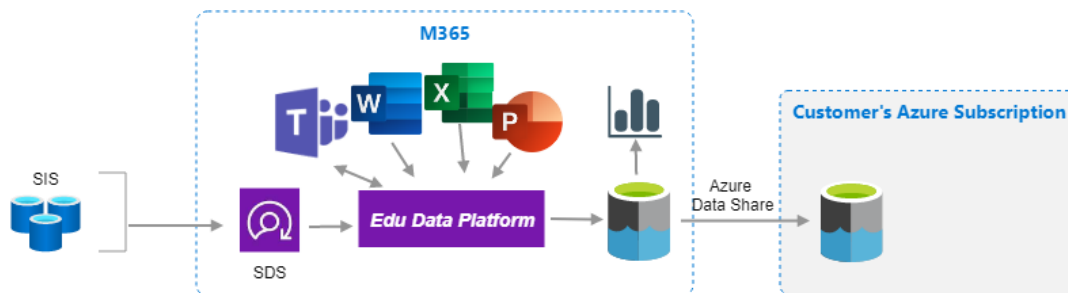 M365
T
W
X
P
Customer's Azure Subscription
SIS
Edu Data Platform
Azure
Data Share
SDS